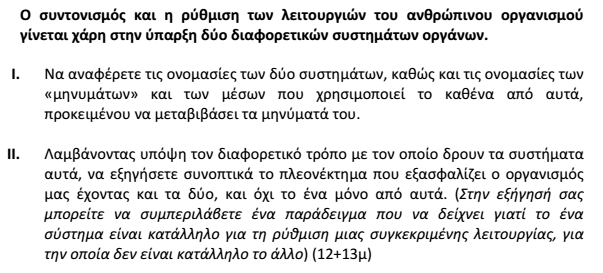 Ο συντονισμός και η ρύθμιση των λειτουργιών του ανθρώπινου οργανισμού
γίνεται χάρη στην ύπαρξη δύο διαφορετικών συστημάτων οργάνων.
I. Να αναφέρετε τις ονομασίες των δύο συστημάτων, καθώς και τις ονομασίες των
«μηνυμάτων» και των μέσων που χρησιμοποιεί το καθένα από αυτά,
προκειμένου να μεταβιβάσει τα μηνύματά του.
II. Λαμβάνοντας υπόψη τον διαφορετικό τρόπο με τον οποίο δρουν τα συστήματα
αυτά, να εξηγήσετε συνοπτικά το πλεονέκτημα που εξασφαλίζει ο οργανισμός
μας έχοντας και τα δύο, και όχι το ένα μόνο από αυτά. (Στην εξήγησή σας
μπορείτε να συμπεριλάβετε ένα παράδειγμα που να δείχνει γιατί το ένα
σύστημα είναι κατάλληλο για τη ρύθμιση μιας συγκεκριμένης λειτουργίας, για
την οποία δεν είναι κατάλληλο το άλλο) (12+13μ)